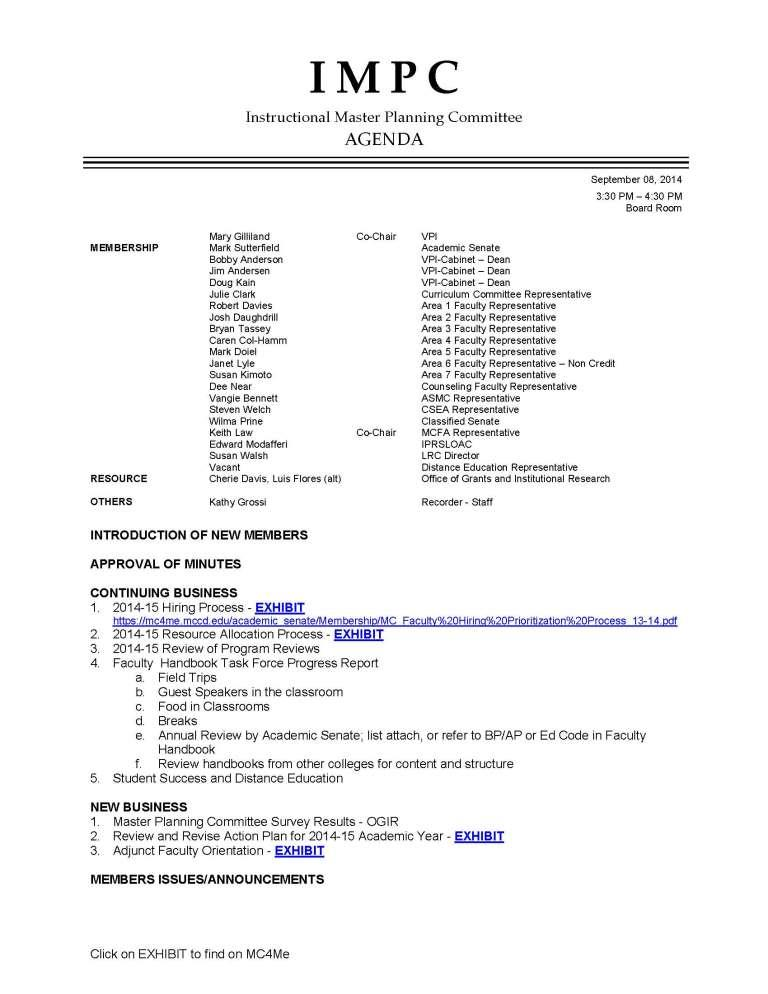 I M P C
Instructional Master Planning Committee
AGENDA
September 08, 2014
3:30 PM – 4:30 PM
Board Room
Mary Gilliland Co-Chair VPI
MEMBERSHIP Mark Sutterfield Academic Senate
Bobby Anderson VPI-Cabinet – Dean
Jim Andersen VPI-Cabinet – Dean
Doug Kain VPI-Cabinet – Dean
Julie Clark Curriculum Committee Representative
Robert Davies Area 1 Faculty Representative
Josh Daughdrill Area 2 Faculty Representative
Bryan Tassey Area 3 Faculty Representative
Caren Col-Hamm Area 4 Faculty Representative
Mark Doiel Area 5 Faculty Representative
Janet Lyle Area 6 Faculty Representative – Non Credit
Susan Kimoto Area 7 Faculty Representative
Dee Near Counseling Faculty Representative
Vangie Bennett ASMC Representative
Steven Welch CSEA Representative
Wilma Prine Classified Senate
Keith Law Co-Chair MCFA Representative
Edward Modafferi IPRSLOAC
Susan Walsh LRC Director
Vacant Distance Education Representative
RESOURCE Cherie Davis, Luis Flores (alt) Office of Grants and Institutional Research
OTHERS Kathy Grossi Recorder - Staff
INTRODUCTION OF NEW MEMBERS
APPROVAL OF MINUTES
CONTINUING BUSINESS
1. 2014-15 Hiring Process - EXHIBIT
https://mc4me.mccd.edu/academic_senate/Membership/MC_Faculty%20Hiring%20Prioritization%20Process_13-14.pdf
2. 2014-15 Resource Allocation Process - EXHIBIT
3. 2014-15 Review of Program Reviews
4. Faculty Handbook Task Force Progress Report
a. Field Trips
b. Guest Speakers in the classroom
c. Food in Classrooms
d. Breaks
e. Annual Review by Academic Senate; list attach, or refer to BP/AP or Ed Code in Faculty
Handbook
f. Review handbooks from other colleges for content and structure
5. Student Success and Distance Education
NEW BUSINESS
1. Master Planning Committee Survey Results - OGIR
2. Review and Revise Action Plan for 2014-15 Academic Year - EXHIBIT
3. Adjunct Faculty Orientation - EXHIBIT
MEMBERS ISSUES/ANNOUNCEMENTS
Click on EXHIBIT to find on MC4Me